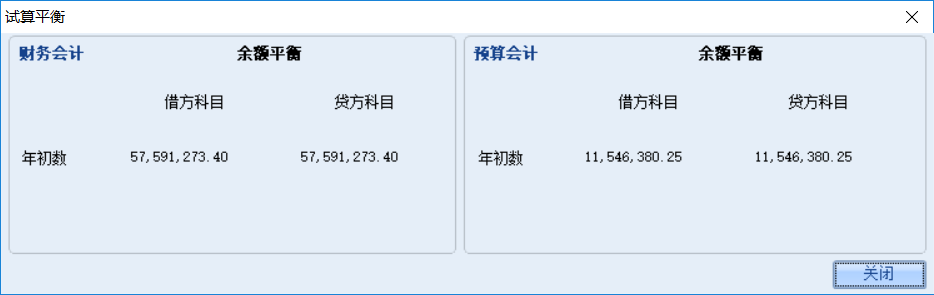 试算平衡
财务会计 余额平衡
借方科目 贷方科目
年初数 57,591,273.40 57,591,273.40
预算会计 余额平衡
借方科目 贷方科目
年初数 11,546,380.25 11,546,380.25
关闭